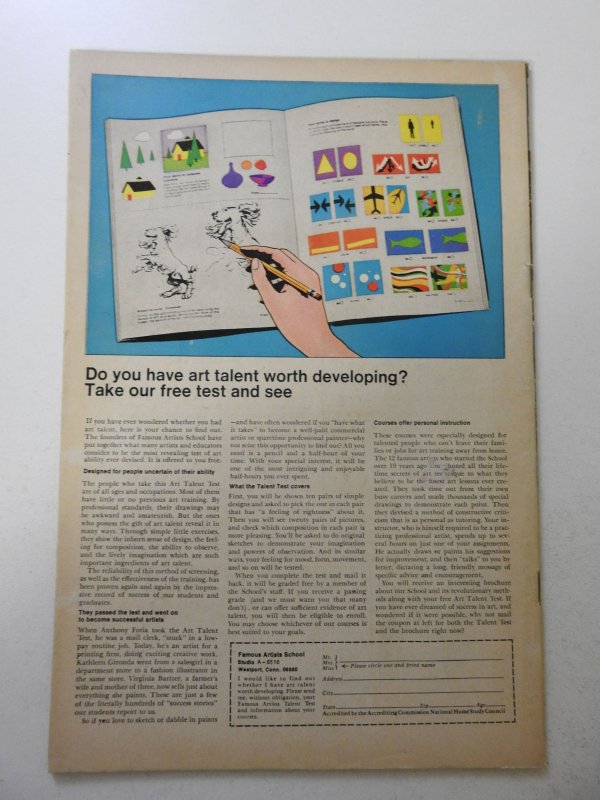 Do you have art talent worth developing?
Take our free test and see
If you have ever wondered whether you had
art talent, here is your chance to find out.
The founders of Famous Artists School have
put together what many artists and educators
consider to be the most revealing test of art
ability ever devised. It is offered to you free.
Designed for people uncertain of their ability
The people who take this Art Talent Test
are of all ages and occupations. Most of them
have little or no previous art training. By
professional standards, their drawings may
be awkward and amateurish. But the ones
who possess the gift of art talent reveal it in
many ways. Through simple little exercises,
they show the inborn sense of design, the feel-
ing for composition, the ability to observe,
and the lively imagination which are such
important ingredients of art talent.
The reliability of this method of screening,
as well as the effectiveness of the training, has
been proven again and again by the impres-
sive record of success of our students and
graduates.
They passed the test and went on
to become successful artists
When Anthony Foria took the Art Talent
Test, he was a mail clerk, "stuck" in a low-
pay routine job. Today, he's an artist for a
printing firm, doing exciting creative work.
Kathleen Gironda went from a salesgirl in a
department store to a fashion illustrator in
the same store. Virginia Bartter, a farmer's
wife and mother of three, now sells just about
everything she paints. These are just a few
of the literally hundreds of "success stories"
our students report to us.
So if you love to sketch or dabble in paints
—and have often wondered if you "have what
it takes" to become a well-paid commercial
artist or sparetime professional painter—why
not seize this opportunity to find out? All you
need is a pencil and a half-hour of your
time. With your special interest, it will be
one of the most intriguing and enjoyable
half-hours you ever spent.
What the Talent Test covers
First, you will be shown ten pairs of simple
designs and asked to pick the one in each pair
that has "a feeling of rightness" about it.
Then you will see twenty pairs of pictures,
and check which composition in each pair is
more pleasing. You'll be asked to do original
sketches to demonstrate your imagination
and powers of observation. And in similar
ways, your feeling for mood, form, movement,
and so on will be tested.
When you complete the test and mail it
back, it will be graded free by a member of
the School's staff. If you receive a passing
grade (and we must warn you that many
don't), or can offer sufficient evidence of art
talent, you will then be eligible to enroll.
You may choose whichever of our courses is
best suited to your goals.
Courses offer personal instruction
These courses were especially designed for
talented people who can't leave their fami-
lies or jobs for art training away from home.
The 12 famous artists who started the School
over 19 years ago contributed all their life-
time secrets of art technique to what they
believe to be the finest art lessons ever cre-
ated. They took time out from their own
busy careers and made thousands of special
drawings to demonstrate each point. Then
they devised a method of constructive criti-
cism that is as personal as tutoring. Your in-
structor, who is himself required to be a prac-
ticing professional artist, spends up to sev-
eral hours on just one of your assignments.
He actually draws or paints his suggestions
for improvement, and then "talks" to you by
letter, dictating a long, friendly message of
specific advice and encouragement.
You will receive an interesting brochure
about our School and its revolutionary meth-
ods along with your free Art Talent Test. If
you have ever dreamed of success in art, and
wondered if it were possible, why not mail
the coupon at left for both the Talent Test
and the brochure right now?
Famous Artists School
Studio A-6516
Westport, Conn. 06880
I would like to find out
whether I have art talent
worth developing. Please send
me, without obligation, your
Famous Artists Talent Test
and information about your
courses.
Mr.
Mrs.
Miss
Please circle one and print name
Address
City
State Zip Age
Accredited by the Accrediting Commission National Home Study Council